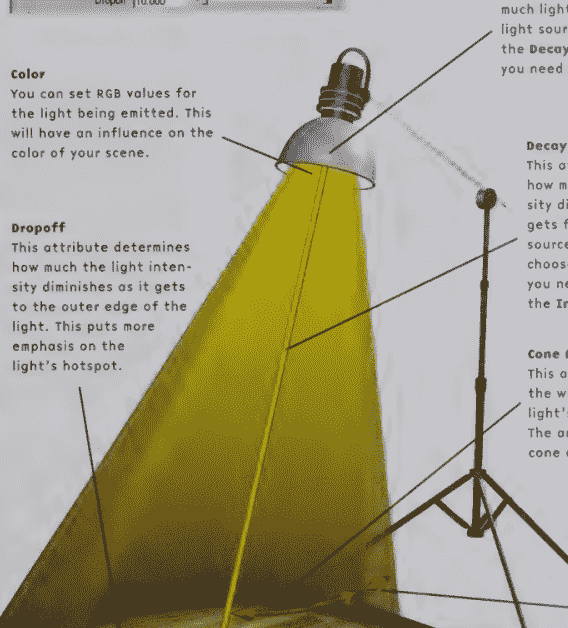 Dropoff 10.000
much light
light sour
the Decay
you need
Color
You can set RGB values for
the light being emitted. This
will have an influence on the
color of your scene.
Decay
This a
how m
sity di
gets f
source
choos
you ne
the In
Dropoff
This attribute determines
how much the light inten-
sity diminishes as it gets
to the outer edge of the
light. This puts more
emphasis on the
light's hotspot.
Cone
This a
the w
light's
The a
cone